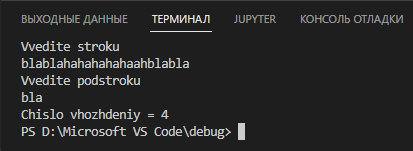 ВЫХОДНЫЕ ДАННЫЕ ТЕРМИНАЛ JUPYTER КОНСОЛЬ ОТЛАДКИ
Vvedite stroku
blablahahahahahaahblabla
Vvedite podstroku
bla
Chislo vhozhdeniy = 4
PS D:\Microsoft VS Code\debug>